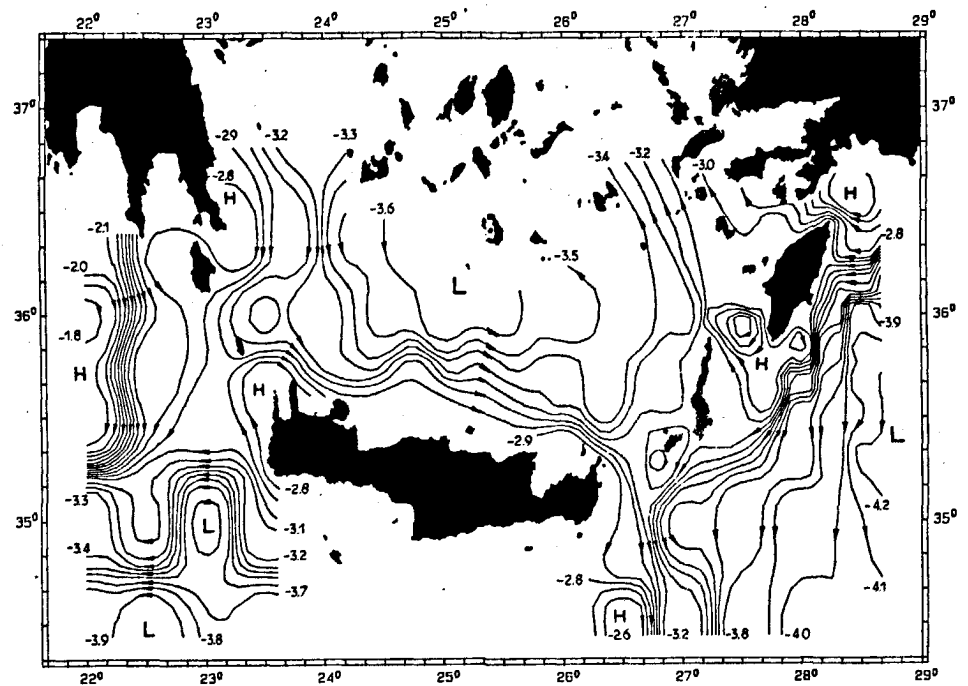 22° 23° 24° 25° 26° 27° 28° 29°
37° 37°
-2.9 -3.2 -3.3
-3.4 -3.2 -3.0
-2.8
H H
-3.6
-2.1 -2.8
-3.5
-2.0
L
36° 36°
-1.8 -3.9
H H
H
-2.9 L
-3.3 -2.8
-4.2
35° L -3.1 35°
-3.4 -3.2
-2.8 -4.1
-3.7
H
L
-3.9 -3.8 -2.6 -3.2 -3.8 -4.0
22° 23° 24° 25° 26° 27° 28° 29°